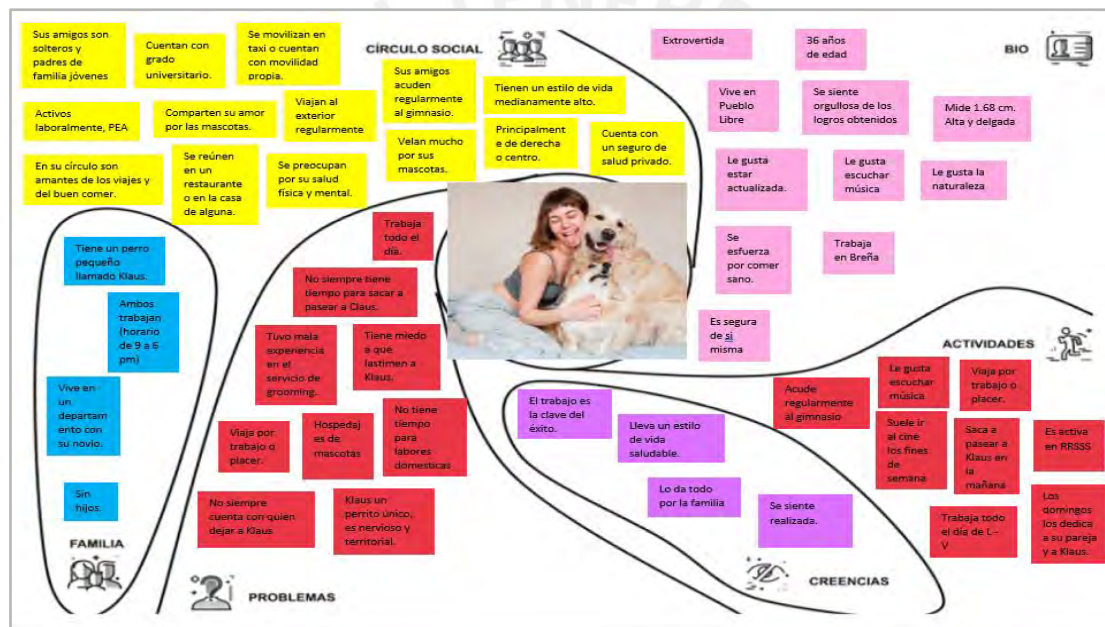 Sus amigos son
solteros y
padres de
familia jóvenes
Cuentan con
grado
universitario.
Se movilizan en
taxi o cuentan
con movilidad
propia.
CÍRCULO SOCIAL
Sus amigos
acuden
regularmente
al gimnasio.
Tienen un estilo de vida
medianamente alto.
Activos
laboralmente, PEA
Comparten su amor
por las mascotas.
Viajan al
exterior
regularmente
Velan mucho
por sus
mascotas.
Principalment
e de derecha
o centro.
Cuenta con
un seguro de
salud privado.
En su círculo son
amantes de los viajes y
del buen comer.
Se reúnen
en un
restaurante
o en la casa
de alguna.
Se preocupan
por su salud
física y mental.
Extrovertida
36 años
de edad
BIO
Vive en
Pueblo
Libre
Se siente
orgullosa de los
logros obtenidos
Mide 1.68 cm.
Alta y delgada
Le gusta
estar
actualizada.
Le gusta
escuchar
música
Le gusta la
naturaleza
Se
esfuerza
por comer
sano.
Trabaja
en Breña
Es segura
de si
misma
Tiene un perro
pequeño
llamado Klaus.
Ambos
trabajan
(horario
de 9 a 6
pm)
Vive en
un
departam
ento con
su novio.
Sin
hijos.
FAMILIA
Trabaja
todo el
día.
No siempre tiene
tiempo para sacar a
pasear a Claus.
Tuvo mala
experiencia
en el
servicio de
grooming.
Tiene miedo
a que
lastimen a
Klaus.
Viaja por
trabajo o
placer.
Hospedaj
es de
mascotas
No tiene
tiempo
para
labores
domesticas
No siempre
cuenta con quien
dejar a Klaus
Klaus un
perrito único,
es nervioso y
territorial.
PROBLEMAS
El trabajo es
la clave del
éxito.
Lleva un estilo
de vida
saludable.
Lo da todo
por la familia
Se siente
realizada.
CREENCIAS
ACTIVIDADES
Acude
regularmente
al gimnasio
Le gusta
escuchar
música
Viaja por
trabajo o
placer.
Suele ir
al cine
los fines
de
semana
Saca a
pasear a
Klaus en
la
mañana
Es activa
en RRSSS
Trabaja todo
el día de L -
V
Los
domingos
los dedica
a su pareja
y a Klaus.